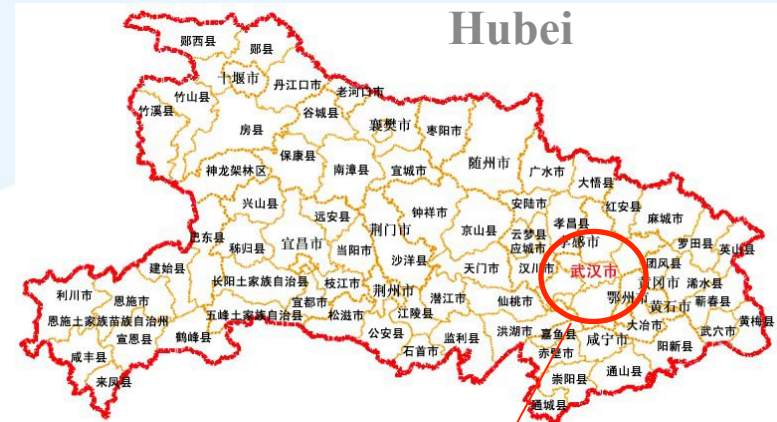 Hubei
郧西县
郧县
十堰市
丹江口市
老河口市
竹山县
竹溪县
谷城县
襄樊市
枣阳市
房县
保康县
南漳县
宜城市
随州市
广水市
大悟县
神龙架林区
红安县
麻城市
兴山县
远安县
钟祥市
安陆市
孝昌县
罗田县
英山县
巴东县
秭归县
宜昌市
当阳市
荆门市
京山县
云梦县
应城市
孝感市
沙洋县
天门市
汉川市
武汉市
团风县
黄冈市
浠水县
建始县
利川市
恩施市
长阳土家族自治县
枝江市
荆州市
潜江市
仙桃市
鄂州市
黄石市
蕲春县
恩施土家族苗族自治州
五峰土家族自治县
宜都市
松滋市
江陵县
公安县
监利县
洪湖市
嘉鱼县
咸宁市
大冶市
武穴市
黄梅县
宣恩县
鹤峰县
石首市
赤壁市
阳新县
咸丰县
来凤县
崇阳县
通山县
通城县